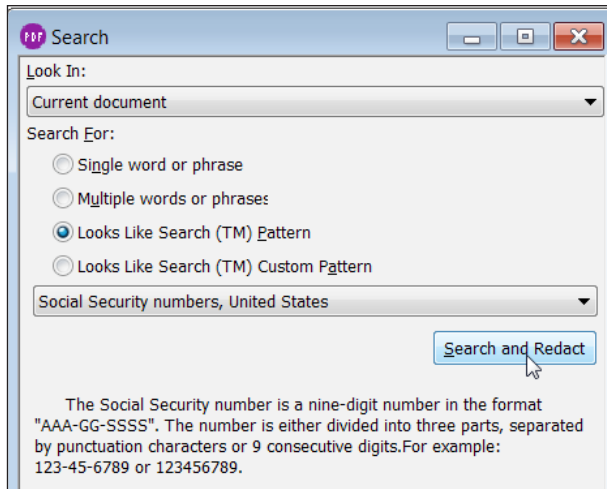 PDF Search
Look In:
Current document
Search For:
Single word or phrase
Multiple words or phrases
Looks Like Search (TM) Pattern
Looks Like Search (TM) Custom Pattern
Social Security numbers, United States
Search and Redact
The Social Security number is a nine-digit number in the format
"AAA-GG-SSSS". The number is either divided into three parts, separated
by punctuation characters or 9 consecutive digits.For example:
123-45-6789 or 123456789.